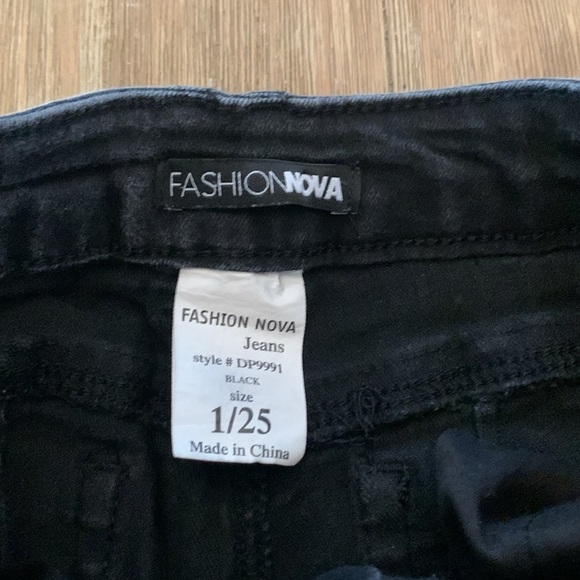 FASHIONNOVA
FASHION NOVA
Jeans
style # DP9991
BLACK
size
1/25
Made in China